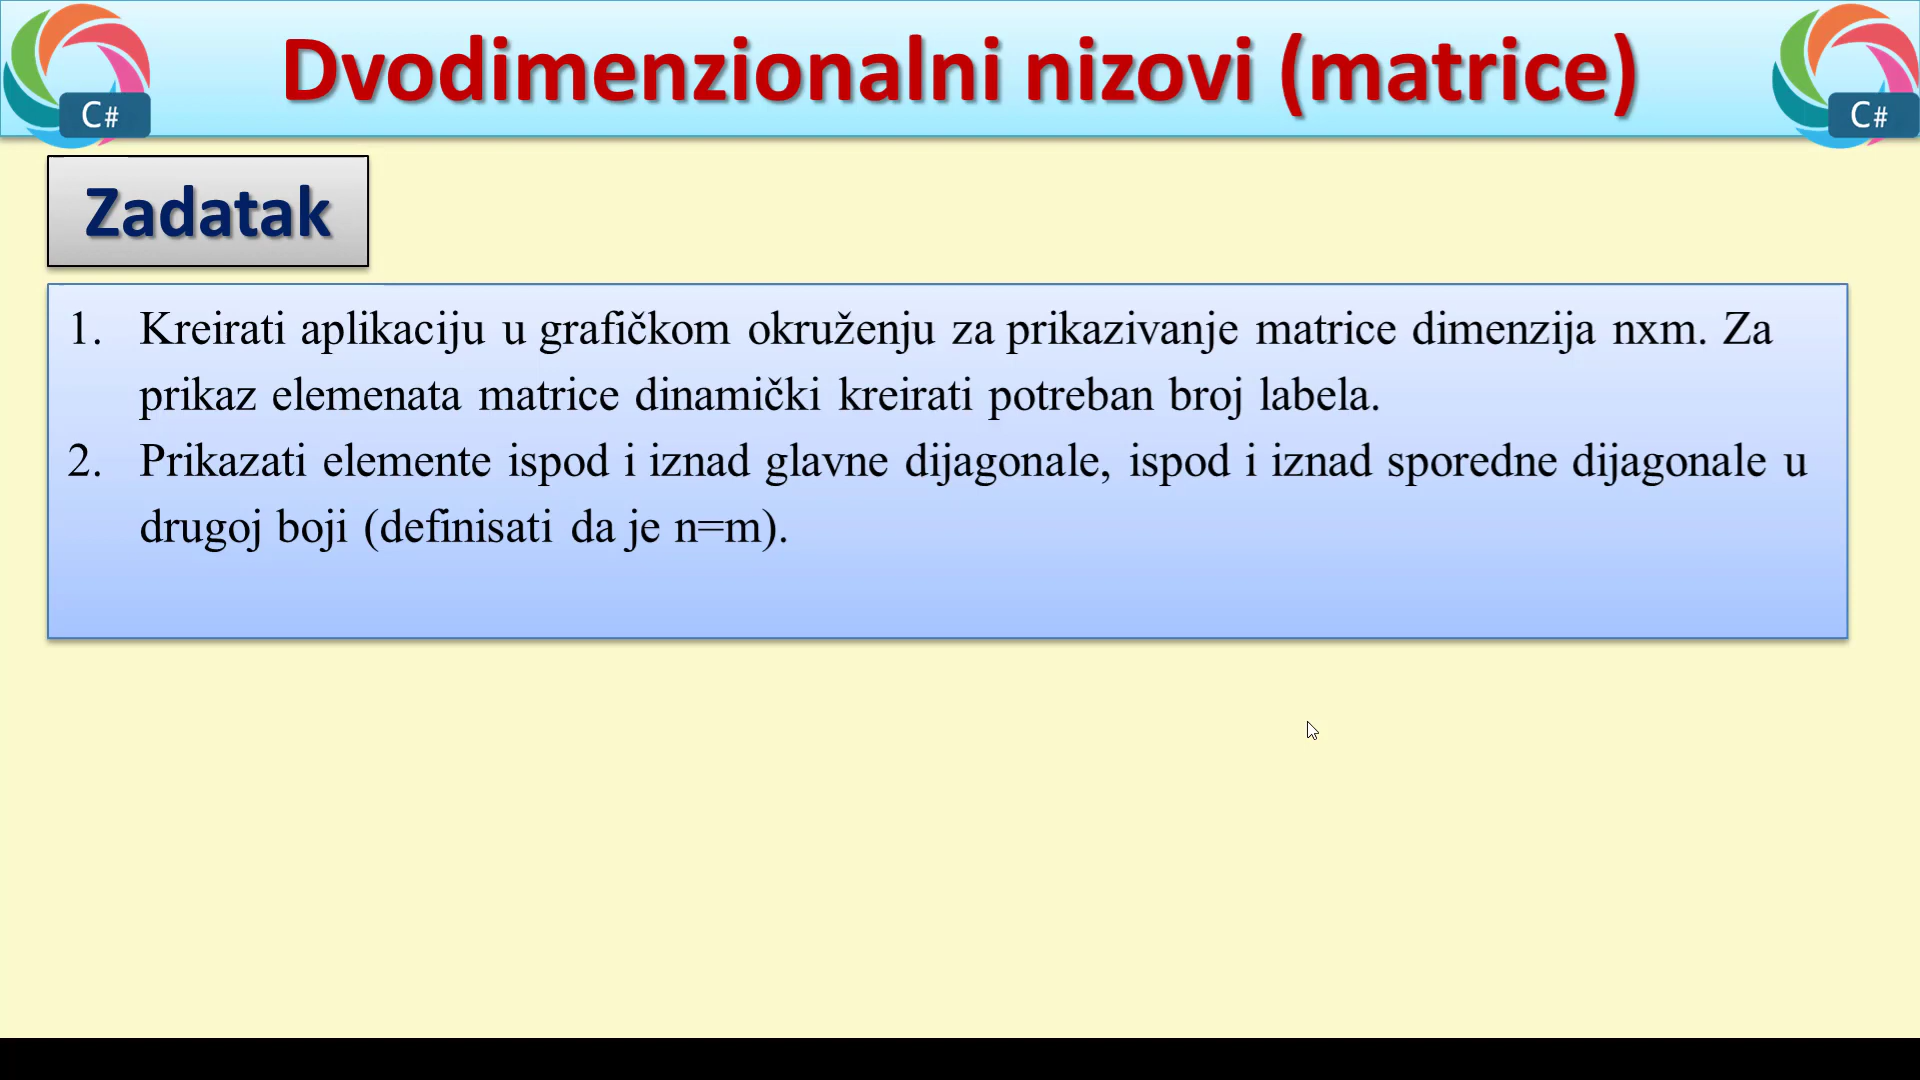 Dvodimenzionalni nizovi (matrice)
C#
C#
Zadatak
1. Kreirati aplikaciju u grafičkom okruženju za prikazivanje matrice dimenzija nxm. Za
prikaz elemenata matrice dinamički kreirati potreban broj labela.
2. Prikazati elemente ispod i iznad glavne dijagonale, ispod i iznad sporedne dijagonale u
drugoj boji (definisati da je n=m).